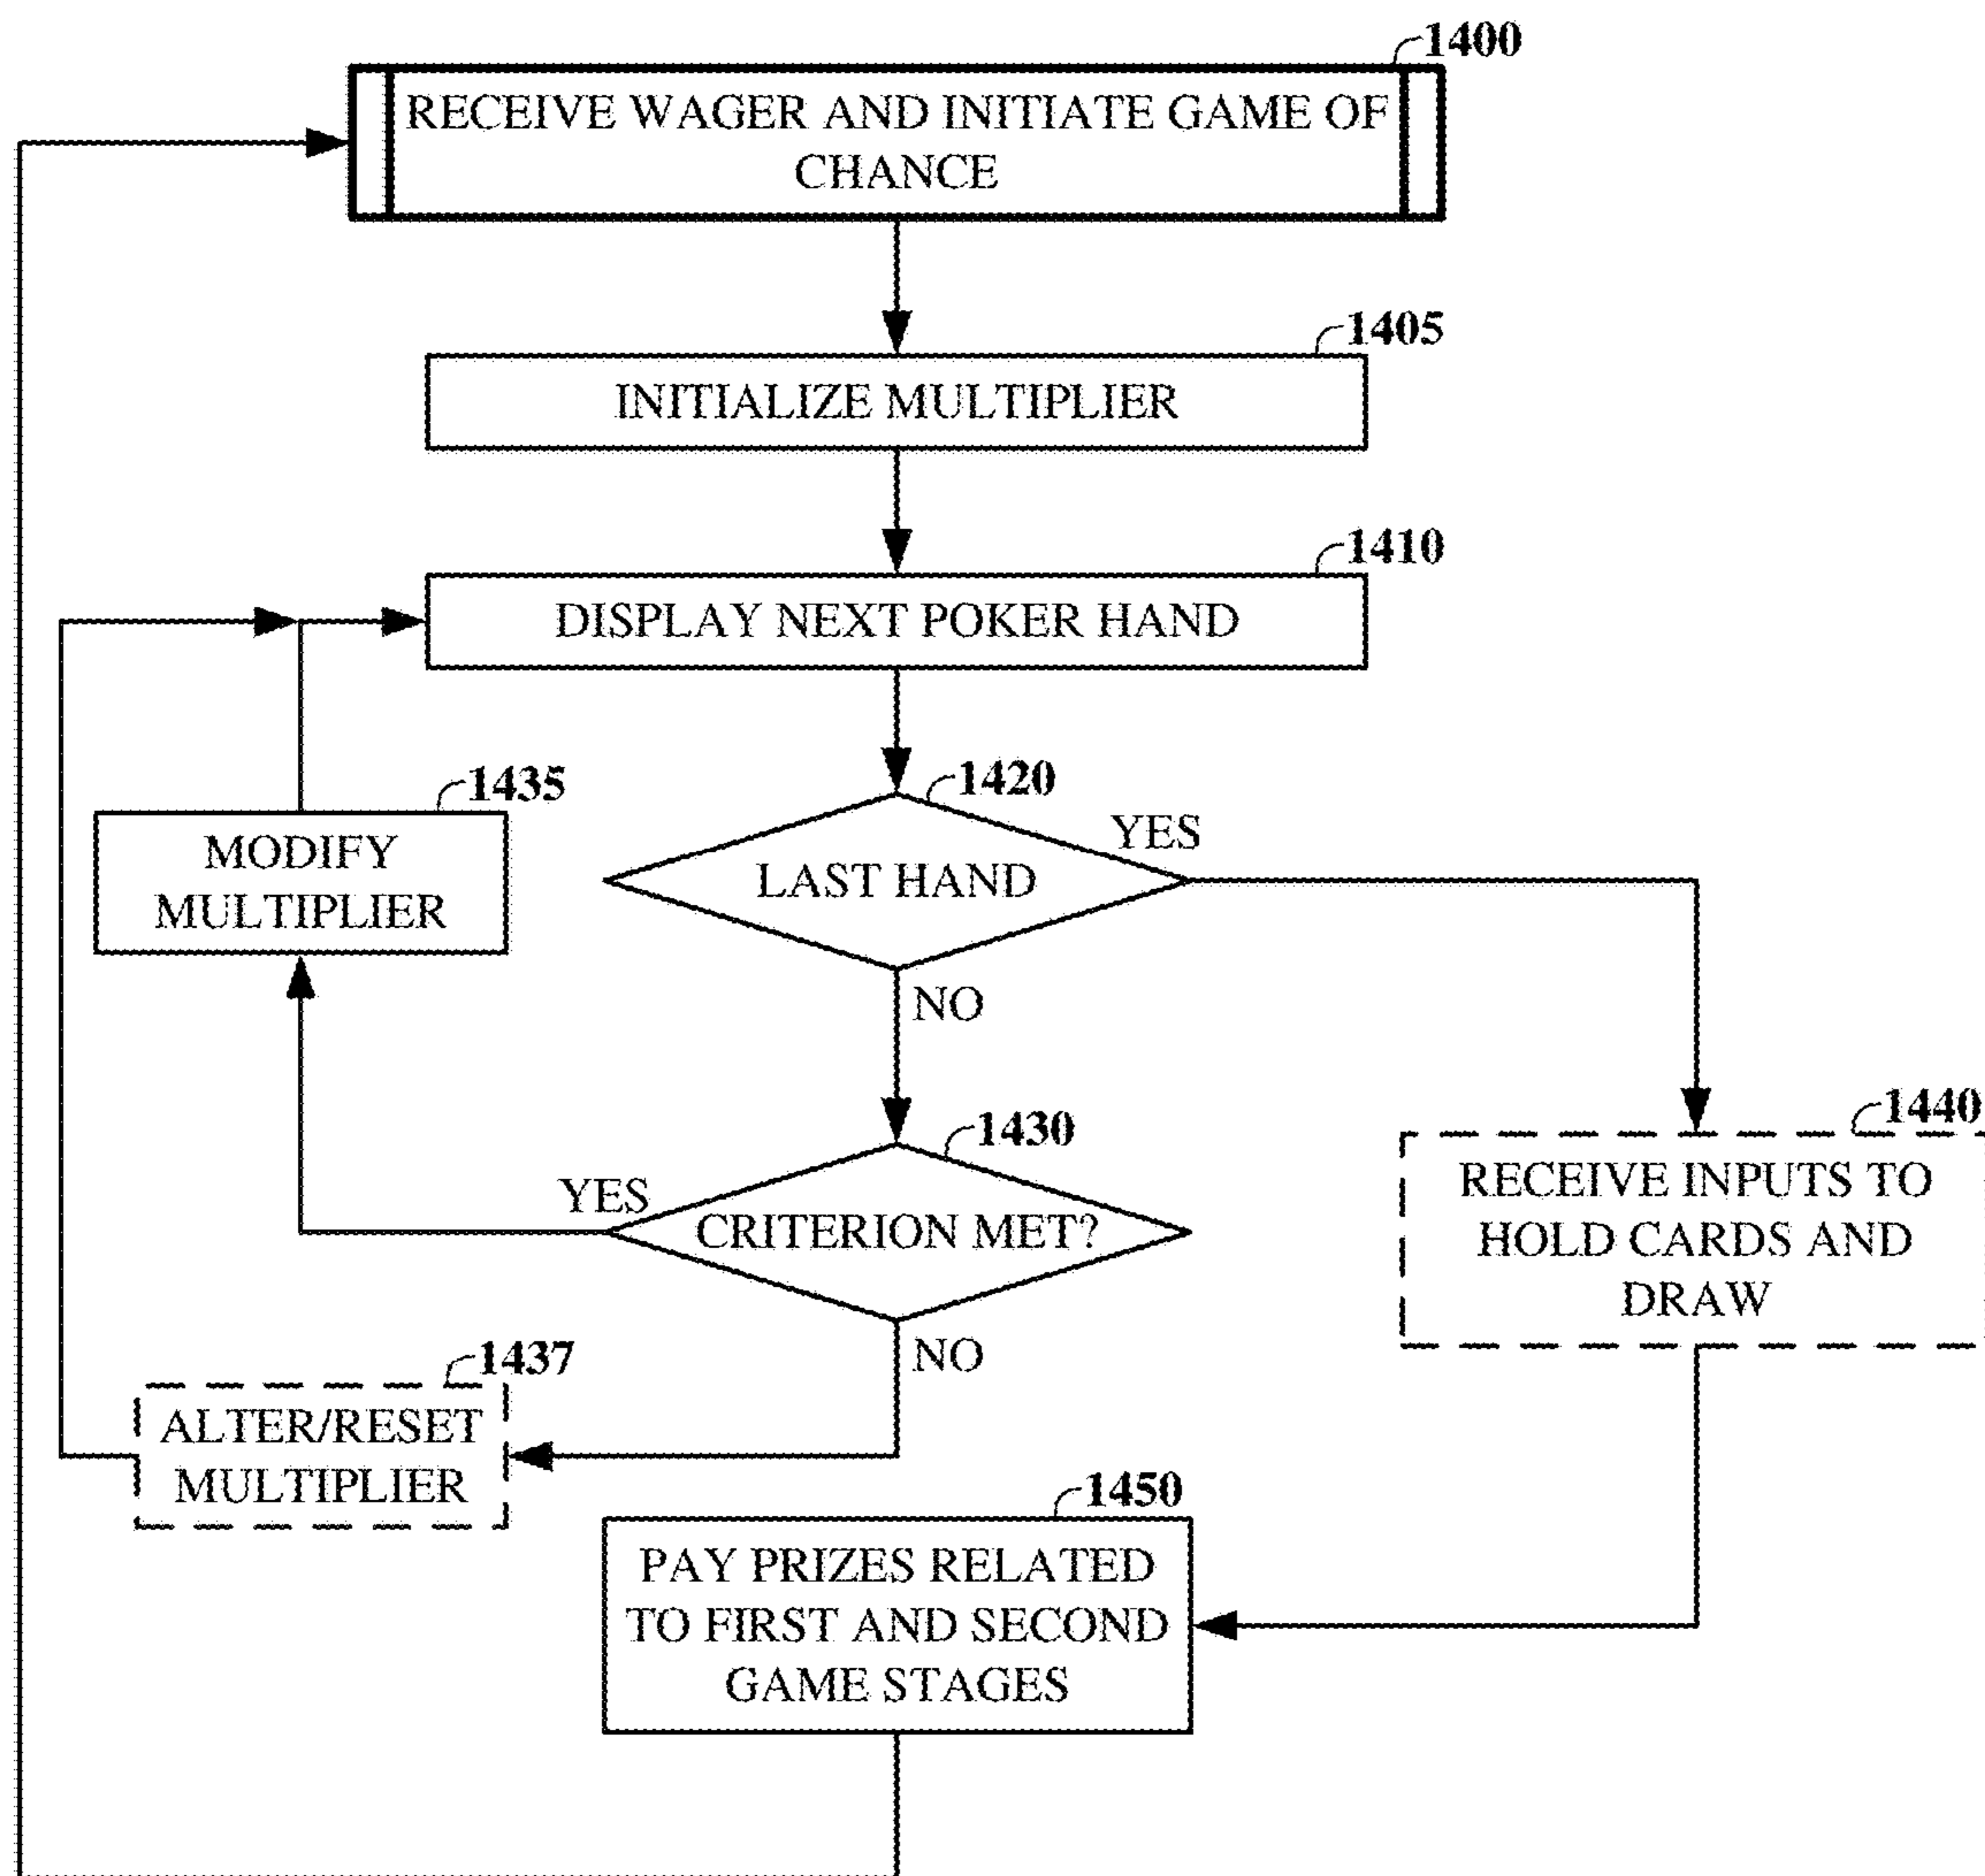 1400
RECEIVE WAGER AND INITIATE GAME OF
CHANCE
1405
INITIALIZE MULTIPLIER
1410
DISPLAY NEXT POKER HAND
1420
LAST HAND
YES
NO
1435
MODIFY
MULTIPLIER
1430
CRITERION MET?
YES
NO
1440
RECEIVE INPUTS TO
HOLD CARDS AND
DRAW
1437
ALTER/RESET
MULTIPLIER
1450
PAY PRIZES RELATED
TO FIRST AND SECOND
GAME STAGES